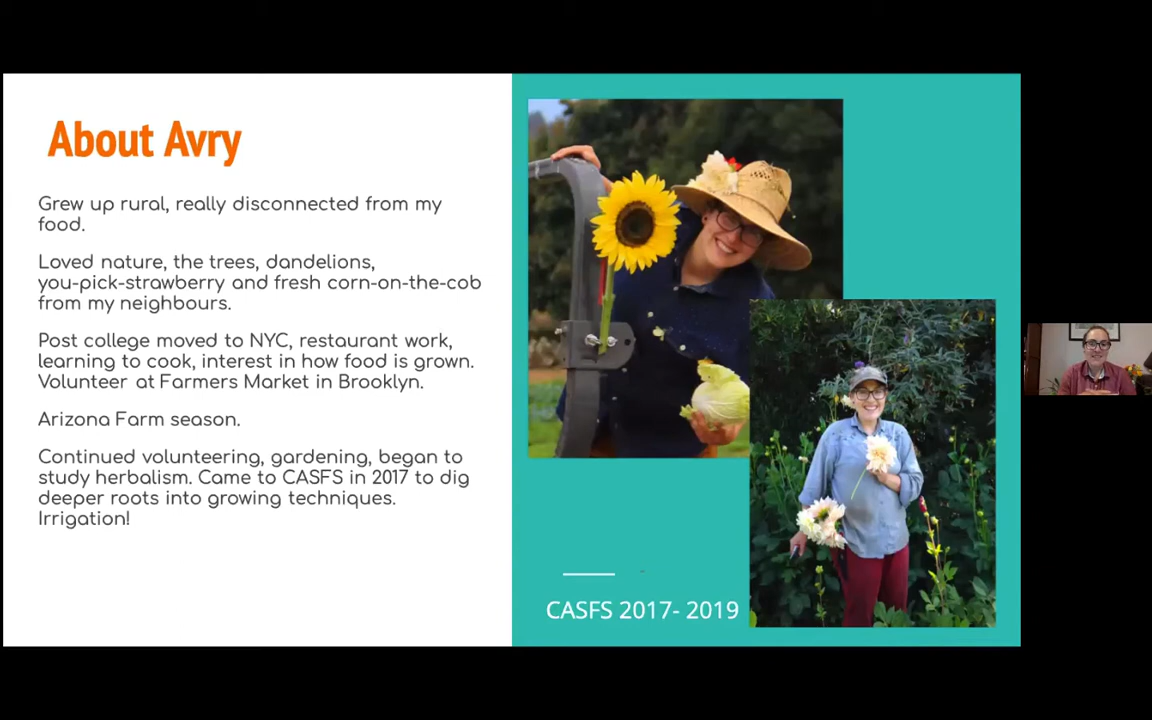 About Avry
Grew up rural, really disconnected from my
food.
Loved nature, the trees, dandelions,
you-pick-strawberry and fresh corn-on-the-cob
from my neighbours.
Post college moved to NYC, restaurant work,
learning to cook, interest in how food is grown.
Volunteer at Farmers Market in Brooklyn.
Arizona Farm season.
Continued volunteering, gardening, began to
study herbalism. Came to CASFS in 2017 to dig
deeper roots into growing techniques.
Irrigation!
CASFS 2017- 2019